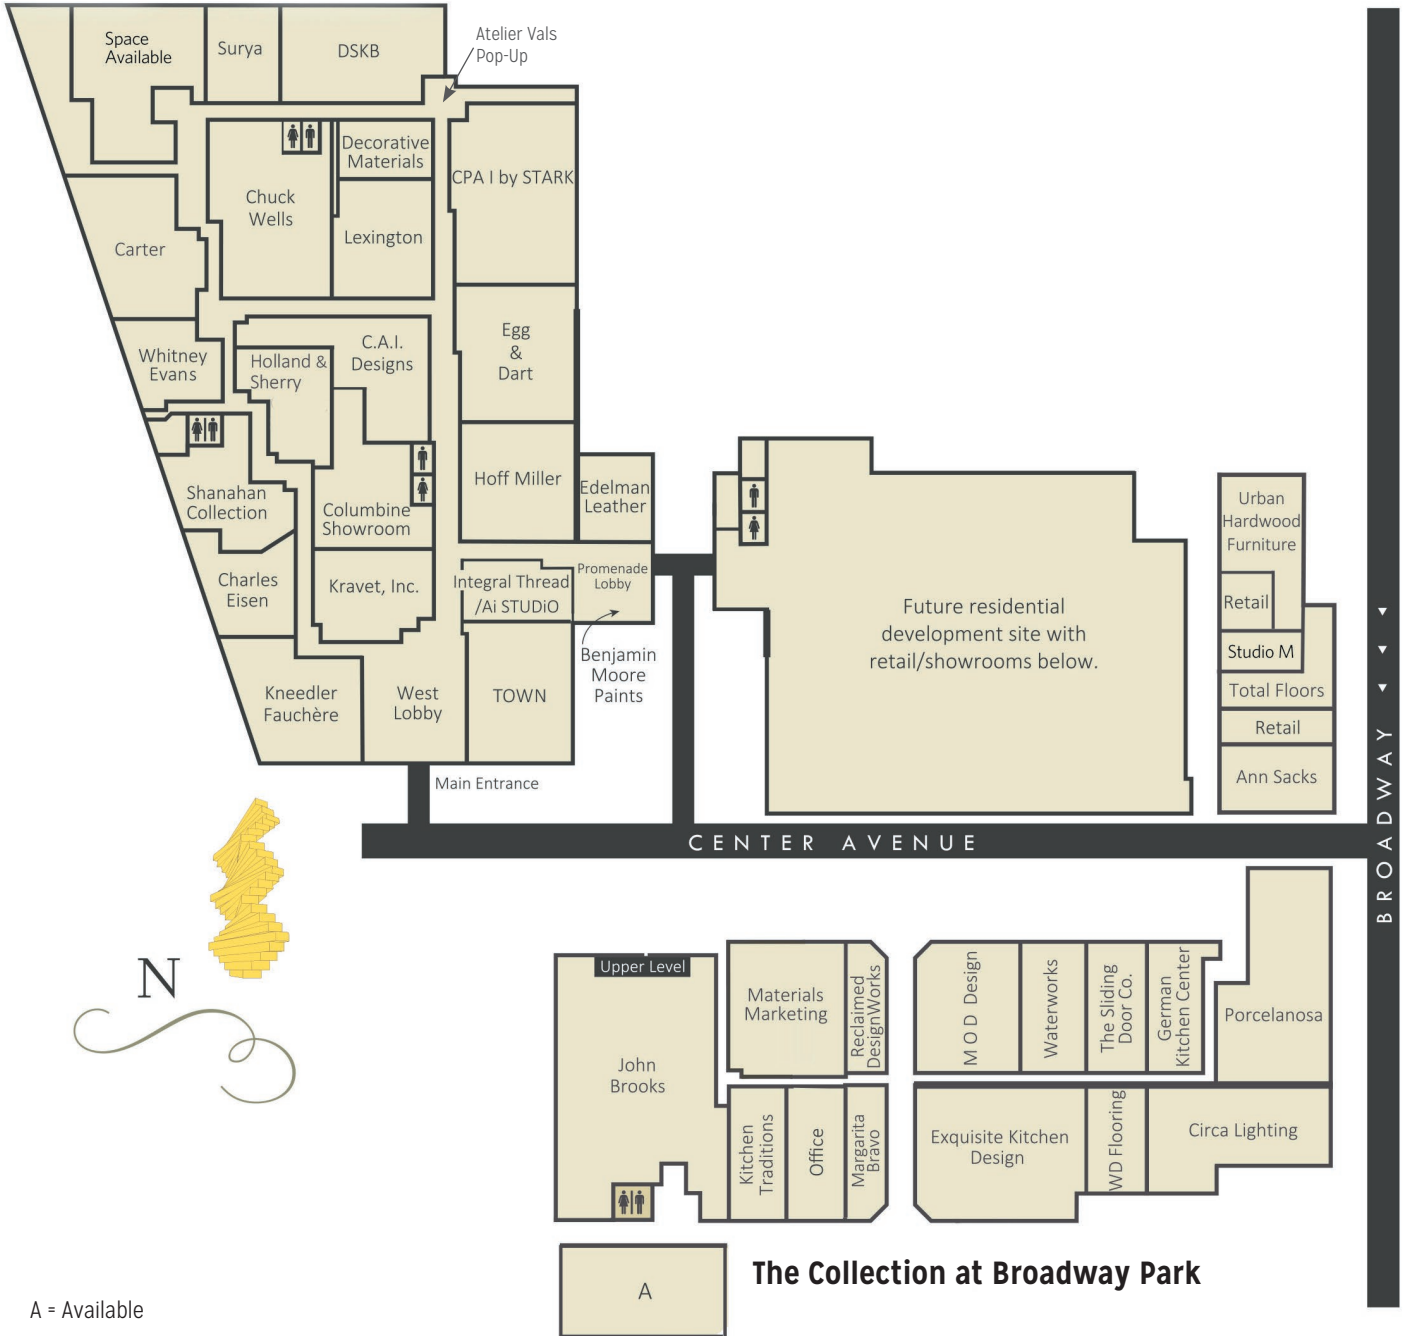 Atelier Vals
Pop-Up
Space
Available
Surya
DSKB
Decorative
Materials
CPA I by STARK
Chuck
Wells
Lexington
Carter
Egg
&
Dart
C.A.I.
Designs
Whitney
Evans
Holland &
Sherry
Hoff Miller
Edelman
Leather
Shanahan
Collection
Columbine
Showroom
Charles
Eisen
Kravet, Inc.
Integral Thread
/Ai STUDiO
Promenade
Lobby
Benjamin
Moore
Paints
Kneedler
Fauchère
West
Lobby
TOWN
Main Entrance
Future residential
development site with
retail/showrooms below.
Urban
Hardwood
Furniture
Retail
Studio M
Total Floors
Retail
Ann Sacks
BROADWAY
CENTER AVENUE
N
Upper Level
John
Brooks
Materials
Marketing
Reclaimed
DesignWorks
MOD Design
Waterworks
The Sliding
Door Co.
German
Kitchen Center
Porcelanosa
Kitchen
Traditions
Office
Margarita
Bravo
Exquisite Kitchen
Design
WD Flooring
Circa Lighting
A
The Collection at Broadway Park
A = Available